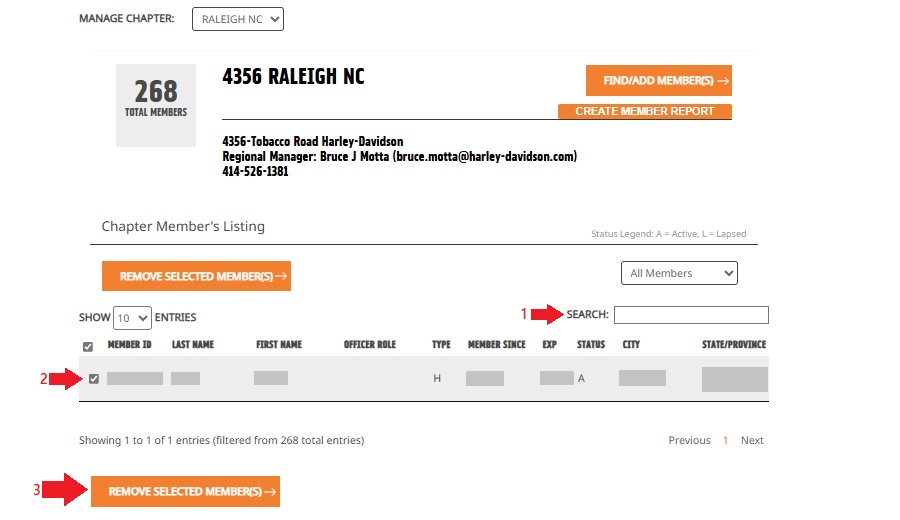 MANAGE CHAPTER: RALEIGH NC
268
TOTAL MEMBERS
4356 RALEIGH NC
FIND/ADD MEMBER(S) →
CREATE MEMBER REPORT
4356-Tobacco Road Harley-Davidson
Regional Manager: Bruce J Motta (bruce.motta@harley-davidson.com)
414-526-1381
Chapter Member's Listing
Status Legend: A = Active, L = Lapsed
REMOVE SELECTED MEMBER(S) →
All Members
SHOW 10 ENTRIES
1 SEARCH:
MEMBER ID LAST NAME FIRST NAME OFFICER ROLE TYPE MEMBER SINCE EXP STATUS CITY STATE/PROVINCE
2 H A
Showing 1 to 1 of 1 entries (filtered from 268 total entries)
Previous 1 Next
3 REMOVE SELECTED MEMBER(S) →